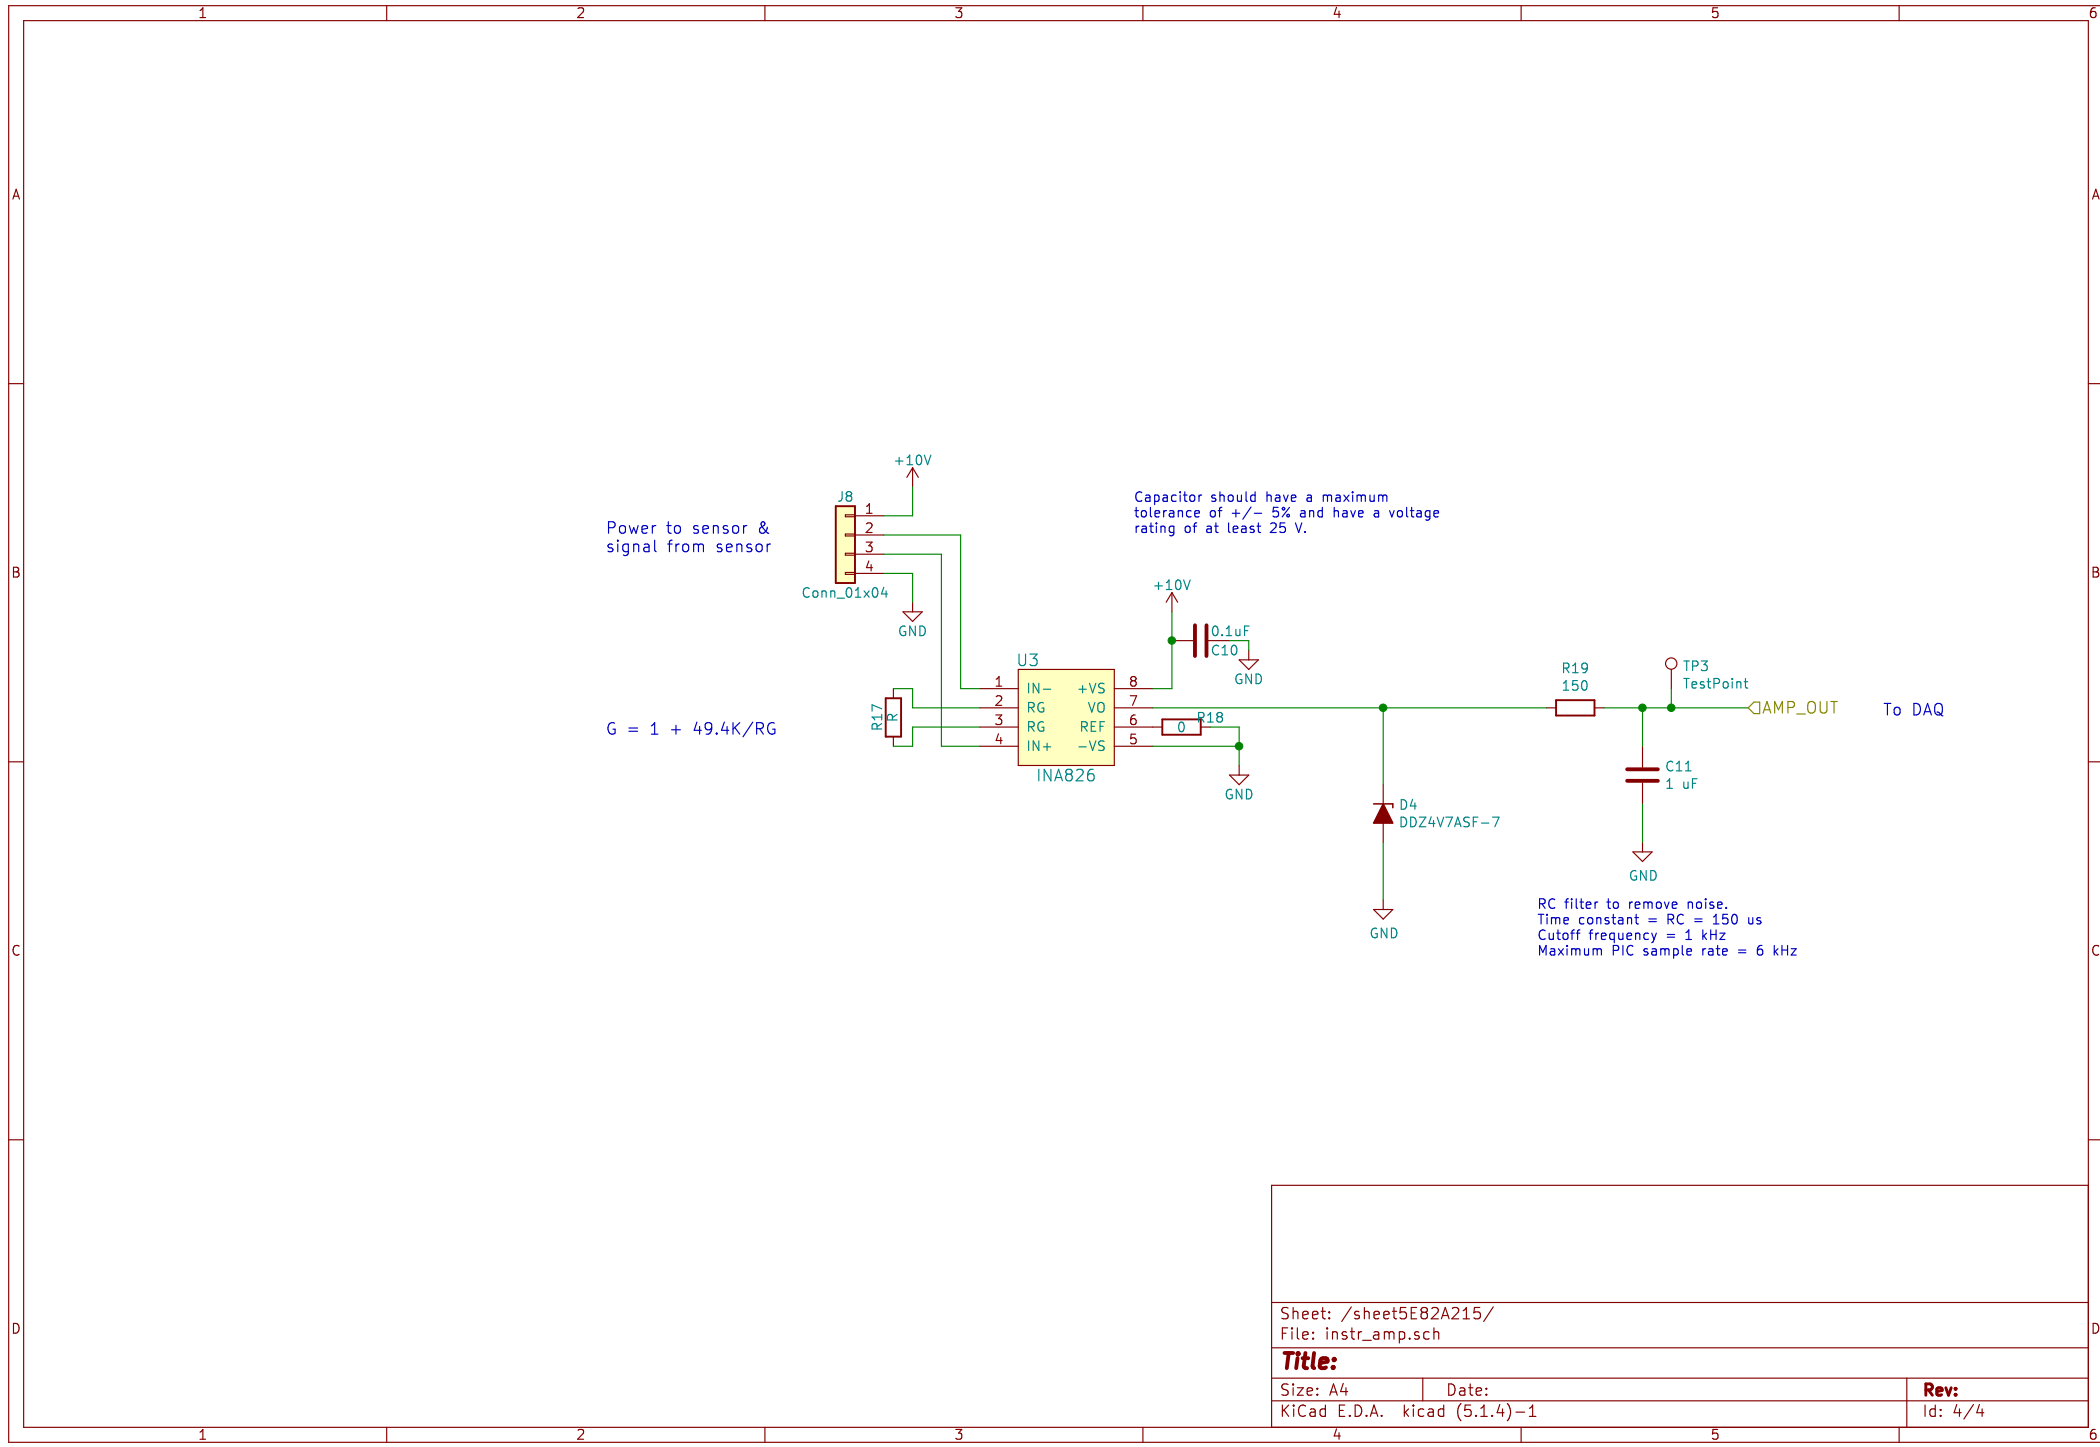 1 2 3 4 5 6
A A
B B
C C
D D
+10V
J8
1
2
3
4
Conn_01x04
GND
Power to sensor &
signal from sensor
Capacitor should have a maximum
tolerance of +/- 5% and have a voltage
rating of at least 25 V.
+10V
0.1uF
C10
GND
U3
1 IN- +VS 8
2 RG VO 7
3 RG REF 6
4 IN+ -VS 5
INA826
R17
R
G = 1 + 49.4K/RG
R18
0
GND
D4
DDZ4V7ASF-7
GND
R19
150
TP3
TestPoint
AMP_OUT
To DAQ
C11
1 uF
GND
RC filter to remove noise.
Time constant = RC = 150 us
Cutoff frequency = 1 kHz
Maximum PIC sample rate = 6 kHz
Sheet: /sheet5E82A215/
File: instr_amp.sch
Title:
Size: A4 Date: Rev:
KiCad E.D.A. kicad (5.1.4)-1 Id: 4/4
1 2 3 4 5 6